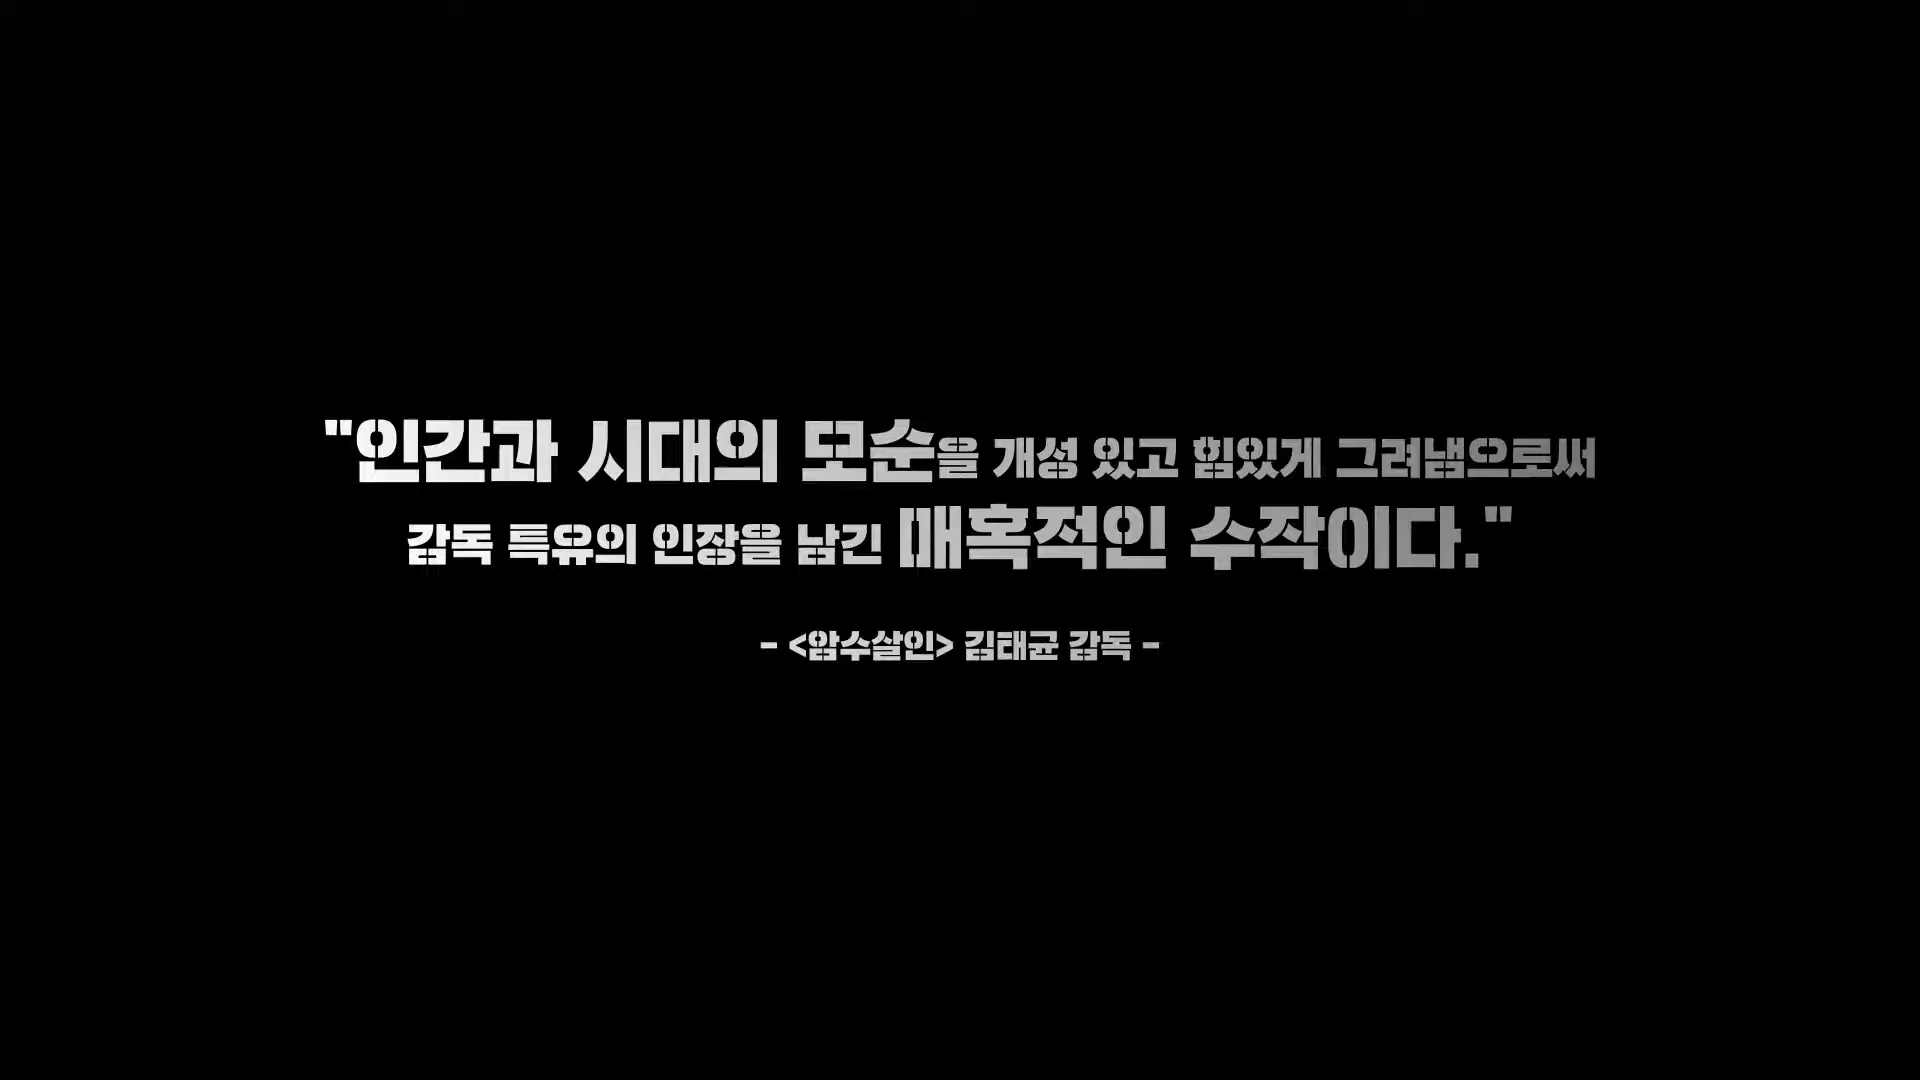 "인간과 시대의 모순을 개성 있고 힘있게 그려냄으로써
감독 특유의 인장을 남긴 매혹적인 수작이다."
- <암수살인> 김태균 감독 -